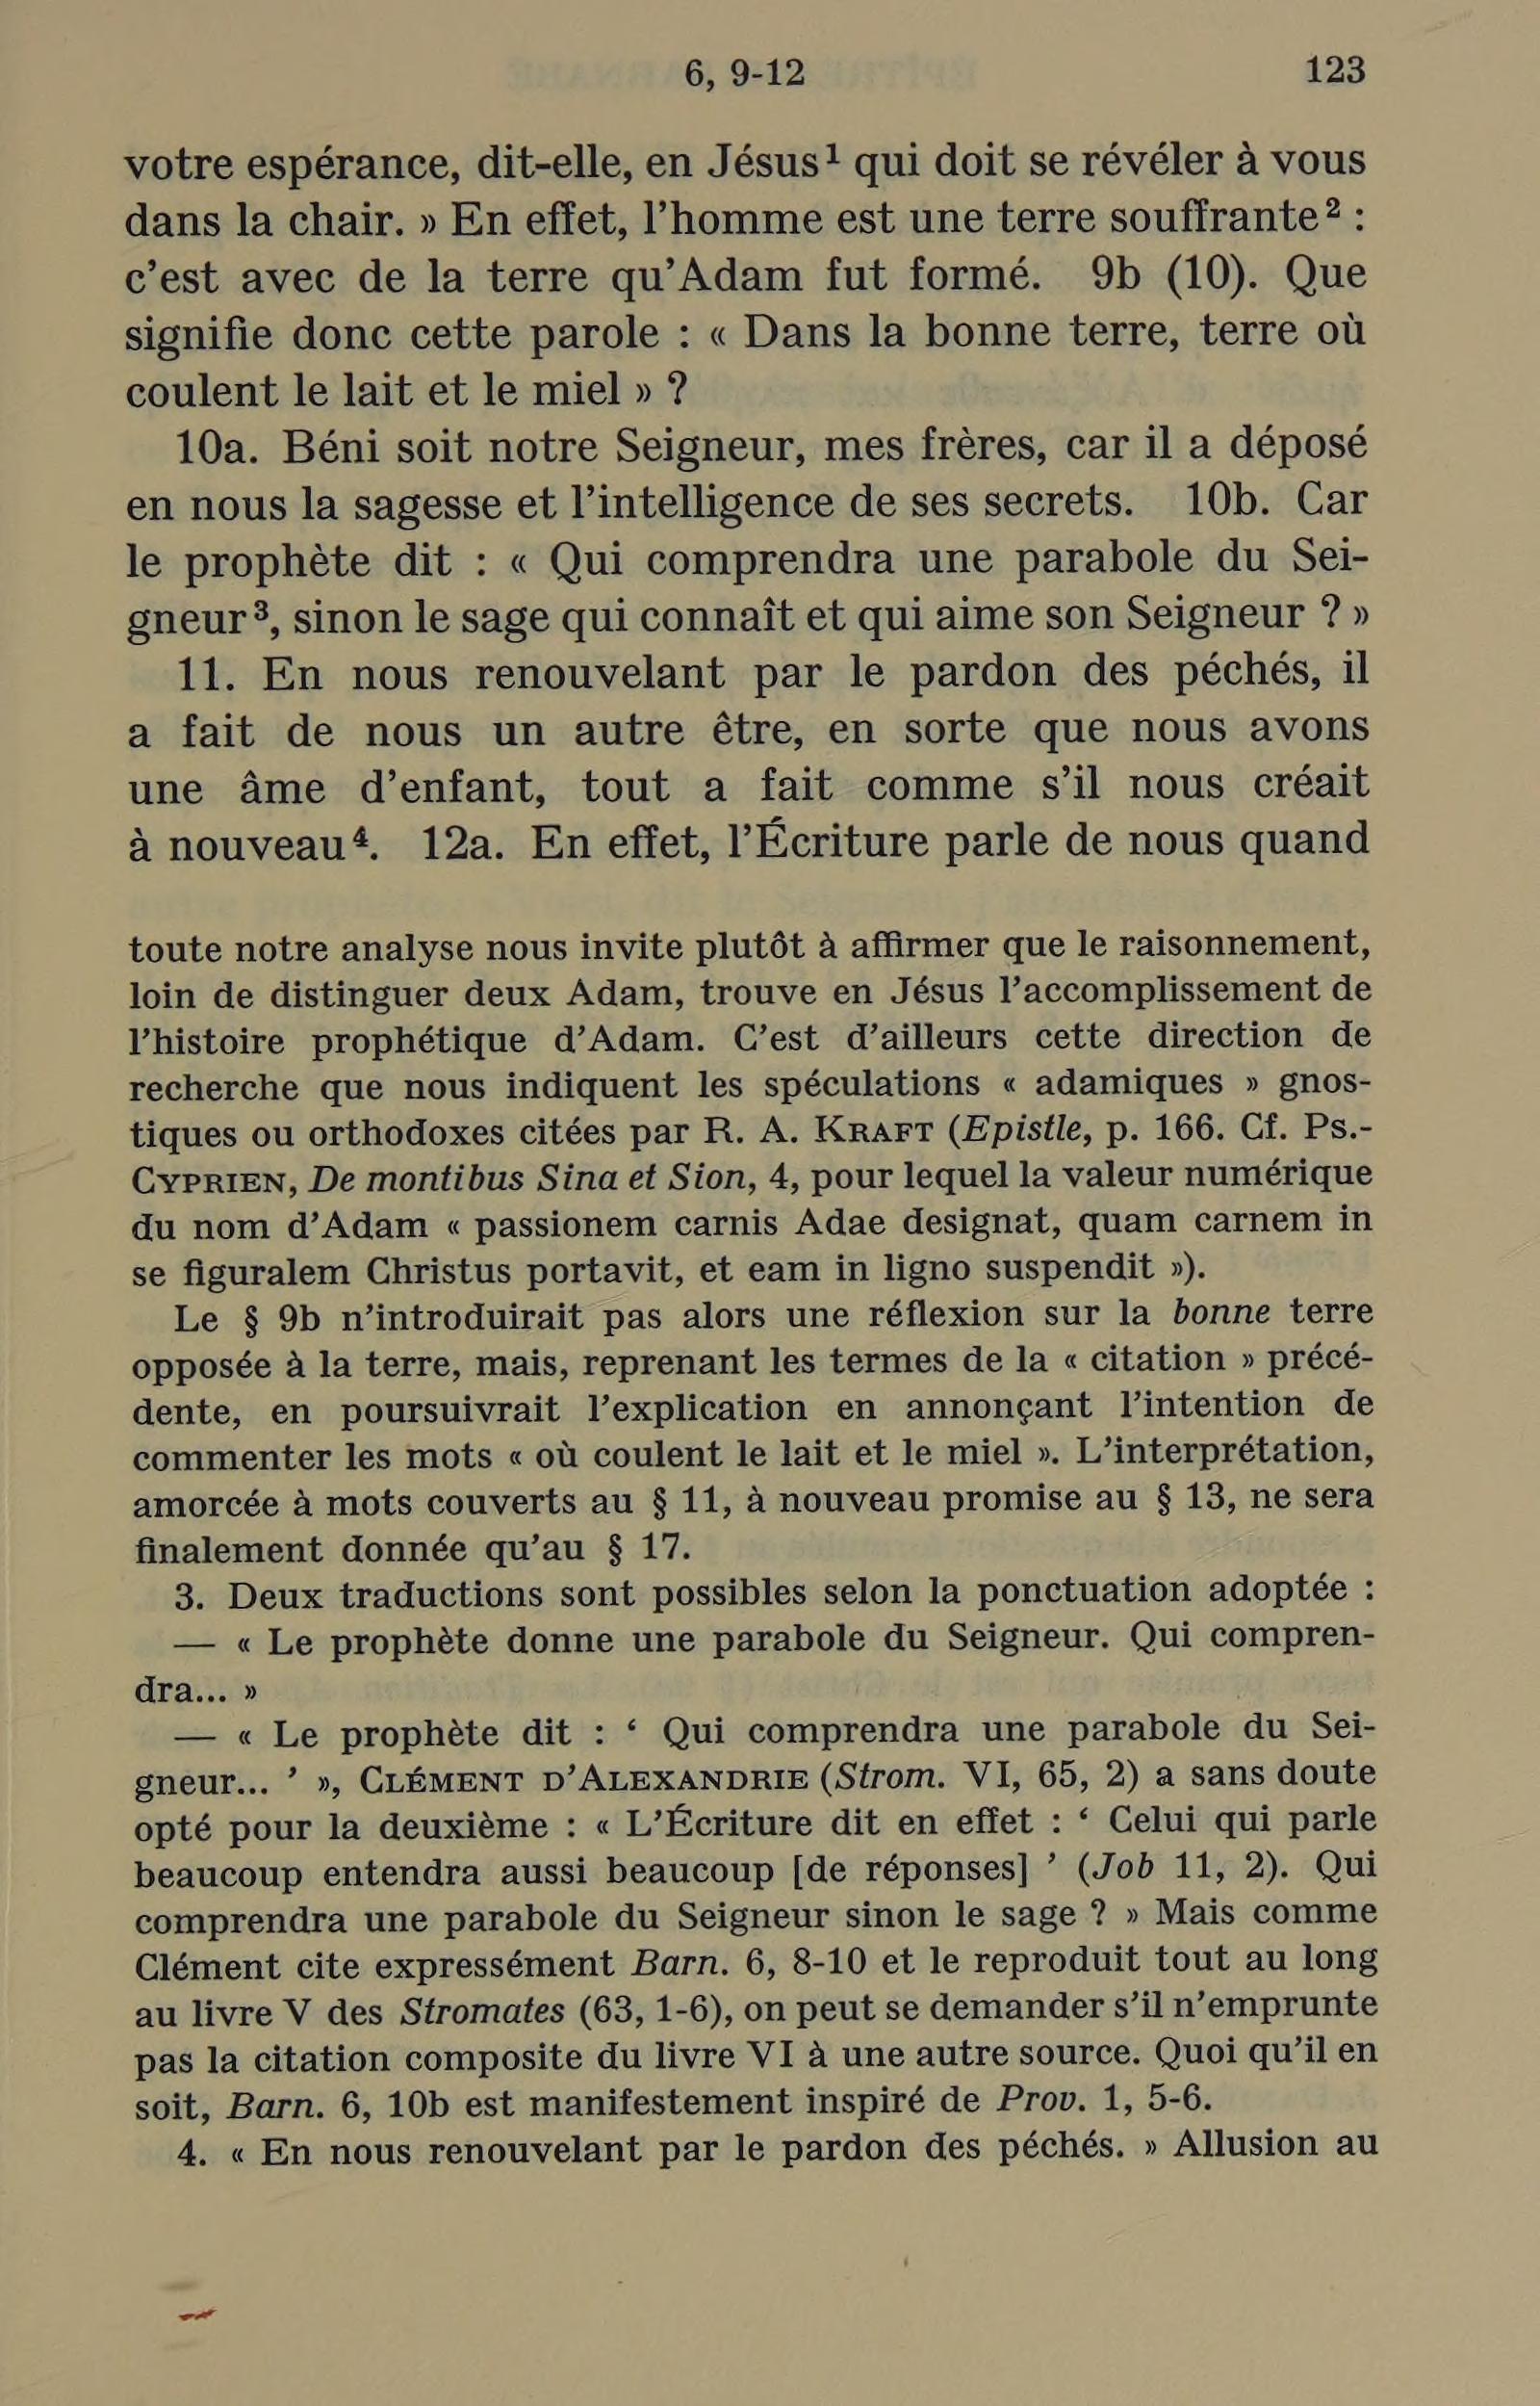 6, 9-12 123
votre espérance, dit-elle, en Jésus¹ qui doit se révéler à vous
dans la chair. » En effet, l’homme est une terre souffrante² :
c’est avec de la terre qu’Adam fut formé. 9b (10). Que
signifie donc cette parole : « Dans la bonne terre, terre où
coulent le lait et le miel » ?
10a. Béni soit notre Seigneur, mes frères, car il a déposé
en nous la sagesse et l’intelligence de ses secrets. 10b. Car
le prophète dit : « Qui comprendra une parabole du Sei-
gneur³, sinon le sage qui connaît et qui aime son Seigneur ? »
11. En nous renouvelant par le pardon des péchés, il
a fait de nous un autre être, en sorte que nous avons
une âme d’enfant, tout a fait comme s’il nous créait
à nouveau⁴. 12a. En effet, l’Écriture parle de nous quand
toute notre analyse nous invite plutôt à affirmer que le raisonnement,
loin de distinguer deux Adam, trouve en Jésus l’accomplissement de
l’histoire prophétique d’Adam. C’est d’ailleurs cette direction de
recherche que nous indiquent les spéculations « adamiques » gnos-
tiques ou orthodoxes citées par R. A. KRAFT (Epistle, p. 166. Cf. Ps.-
CYPRIEN, De montibus Sina et Sion, 4, pour lequel la valeur numérique
du nom d’Adam « passionem carnis Adae designat, quam carnem in
se figuralem Christus portavit, et eam in ligno suspendit »).
Le § 9b n’introduirait pas alors une réflexion sur la bonne terre
opposée à la terre, mais, reprenant les termes de la « citation » précé-
dente, en poursuivrait l’explication en annonçant l’intention de
commenter les mots « où coulent le lait et le miel ». L’interprétation,
amorcée à mots couverts au § 11, à nouveau promise au § 13, ne sera
finalement donnée qu’au § 17.
3. Deux traductions sont possibles selon la ponctuation adoptée :
— « Le prophète donne une parabole du Seigneur. Qui compren-
dra... »
— « Le prophète dit : ‘ Qui comprendra une parabole du Sei-
gneur... ’ », CLÉMENT D’ALEXANDRIE (Strom. VI, 65, 2) a sans doute
opté pour la deuxième : « L’Écriture dit en effet : ‘ Celui qui parle
beaucoup entendra aussi beaucoup [de réponses] ’ (Job 11, 2). Qui
comprendra une parabole du Seigneur sinon le sage ? » Mais comme
Clément cite expressément Barn. 6, 8-10 et le reproduit tout au long
au livre V des Stromates (63, 1-6), on peut se demander s’il n’emprunte
pas la citation composite du livre VI à une autre source. Quoi qu’il en
soit, Barn. 6, 10b est manifestement inspiré de Prov. 1, 5-6.
4. « En nous renouvelant par le pardon des péchés. » Allusion au